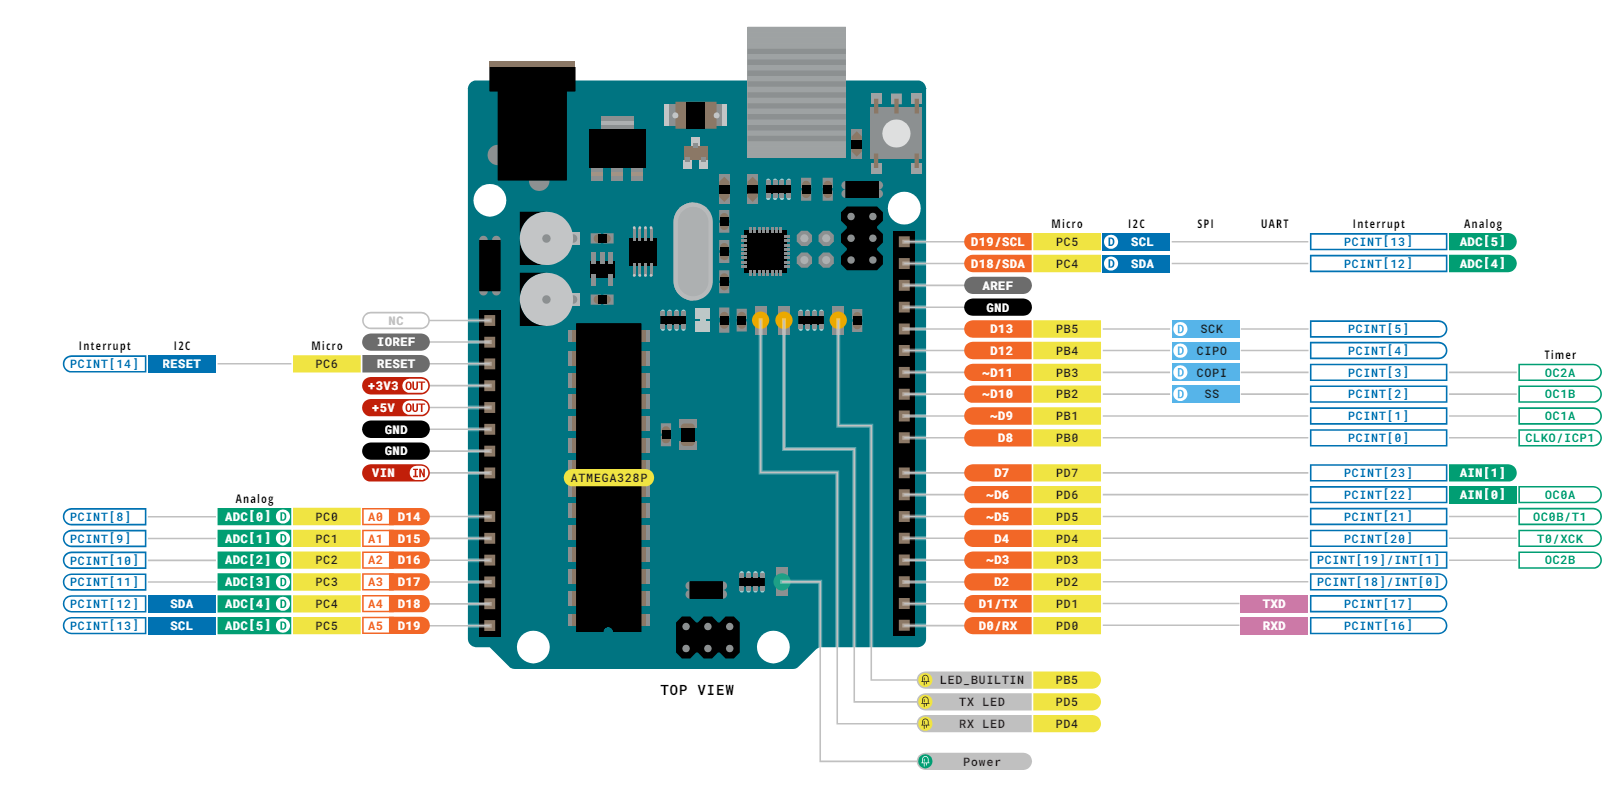 Micro I2C SPI UART Interrupt Analog
D19/SCL PC5 D SCL PCINT[13] ADC[5]
D18/SDA PC4 D SDA PCINT[12] ADC[4]
AREF
GND
D13 PB5 D SCK PCINT[5]
D12 PB4 D CIPO PCINT[4]
Timer
~D11 PB3 D COPI PCINT[3] OC2A
~D10 PB2 D SS PCINT[2] OC1B
~D9 PB1 PCINT[1] OC1A
D8 PB0 PCINT[0] CLKO/ICP1
D7 PD7 PCINT[23] AIN[1]
~D6 PD6 PCINT[22] AIN[0] OC0A
~D5 PD5 PCINT[21] OC0B/T1
D4 PD4 PCINT[20] T0/XCK
~D3 PD3 PCINT[19]/INT[1] OC2B
D2 PD2 PCINT[18]/INT[0]
D1/TX PD1 TXD PCINT[17]
D0/RX PD0 RXD PCINT[16]
NC
IOREF
Interrupt I2C Micro
PCINT[14] RESET PC6 RESET
+3V3 OUT
+5V OUT
GND
GND
VIN IN
Analog
PCINT[8] ADC[0] D PC0 A0 D14
PCINT[9] ADC[1] D PC1 A1 D15
PCINT[10] ADC[2] D PC2 A2 D16
PCINT[11] ADC[3] D PC3 A3 D17
PCINT[12] SDA ADC[4] D PC4 A4 D18
PCINT[13] SCL ADC[5] D PC5 A5 D19
ATMEGA328P
TOP VIEW
LED_BUILTIN PB5
TX LED PD5
RX LED PD4
Power